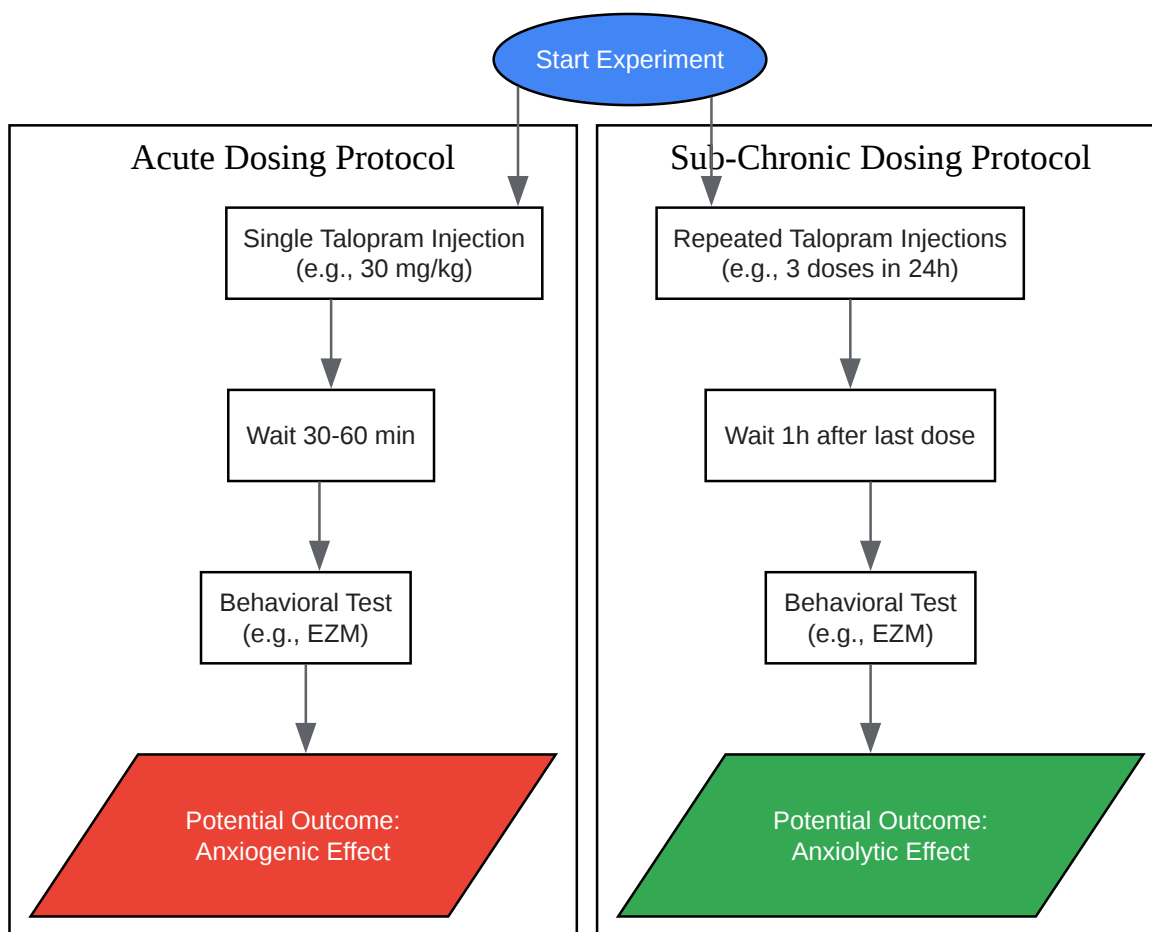 Start Experiment
Acute Dosing Protocol
Single Talopram Injection
(e.g., 30 mg/kg)
Wait 30-60 min
Behavioral Test
(e.g., EZM)
Potential Outcome:
Anxiogenic Effect
Sub-Chronic Dosing Protocol
Repeated Talopram Injections
(e.g., 3 doses in 24h)
Wait 1h after last dose
Behavioral Test
(e.g., EZM)
Potential Outcome:
Anxiolytic Effect